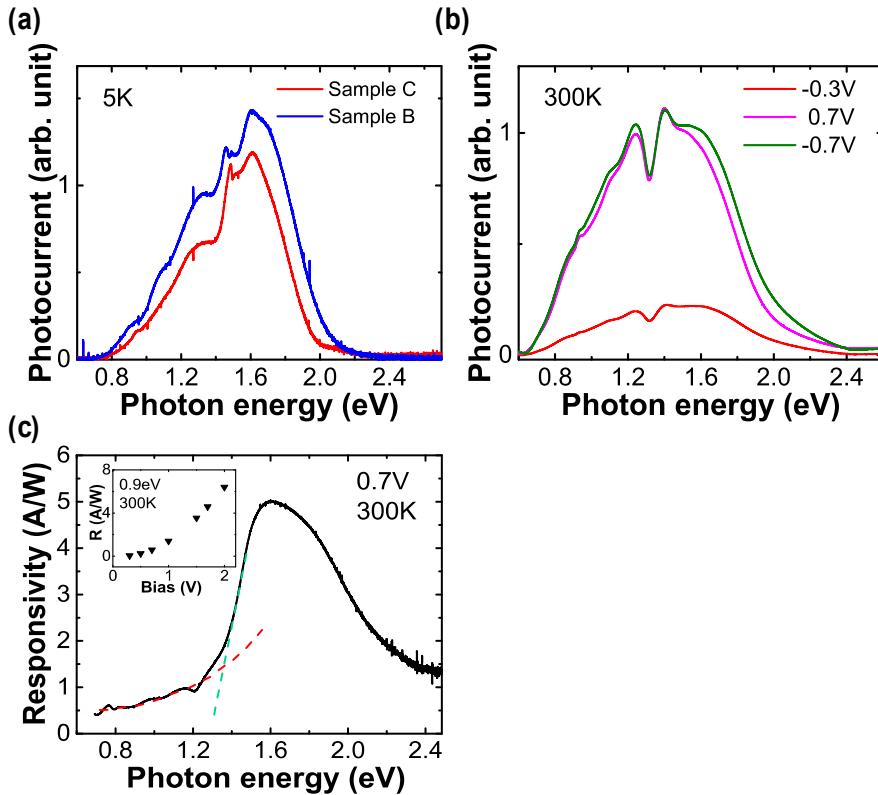 (a)
Photocurrent (arb. unit)
1
0
5K
Sample C
Sample B
0.8 1.2 1.6 2.0 2.4
Photon energy (eV)
(b)
Photocurrent (arb. unit)
1
0
300K
-0.3V
0.7V
-0.7V
0.8 1.2 1.6 2.0 2.4
Photon energy (eV)
(c)
Responsivity (A/W)
6
5
4
3
2
1
0
0.7V
300K
R (A/W)
8
4
0
0.9eV
300K
0 1 2
Bias (V)
0.8 1.2 1.6 2.0 2.4
Photon energy (eV)